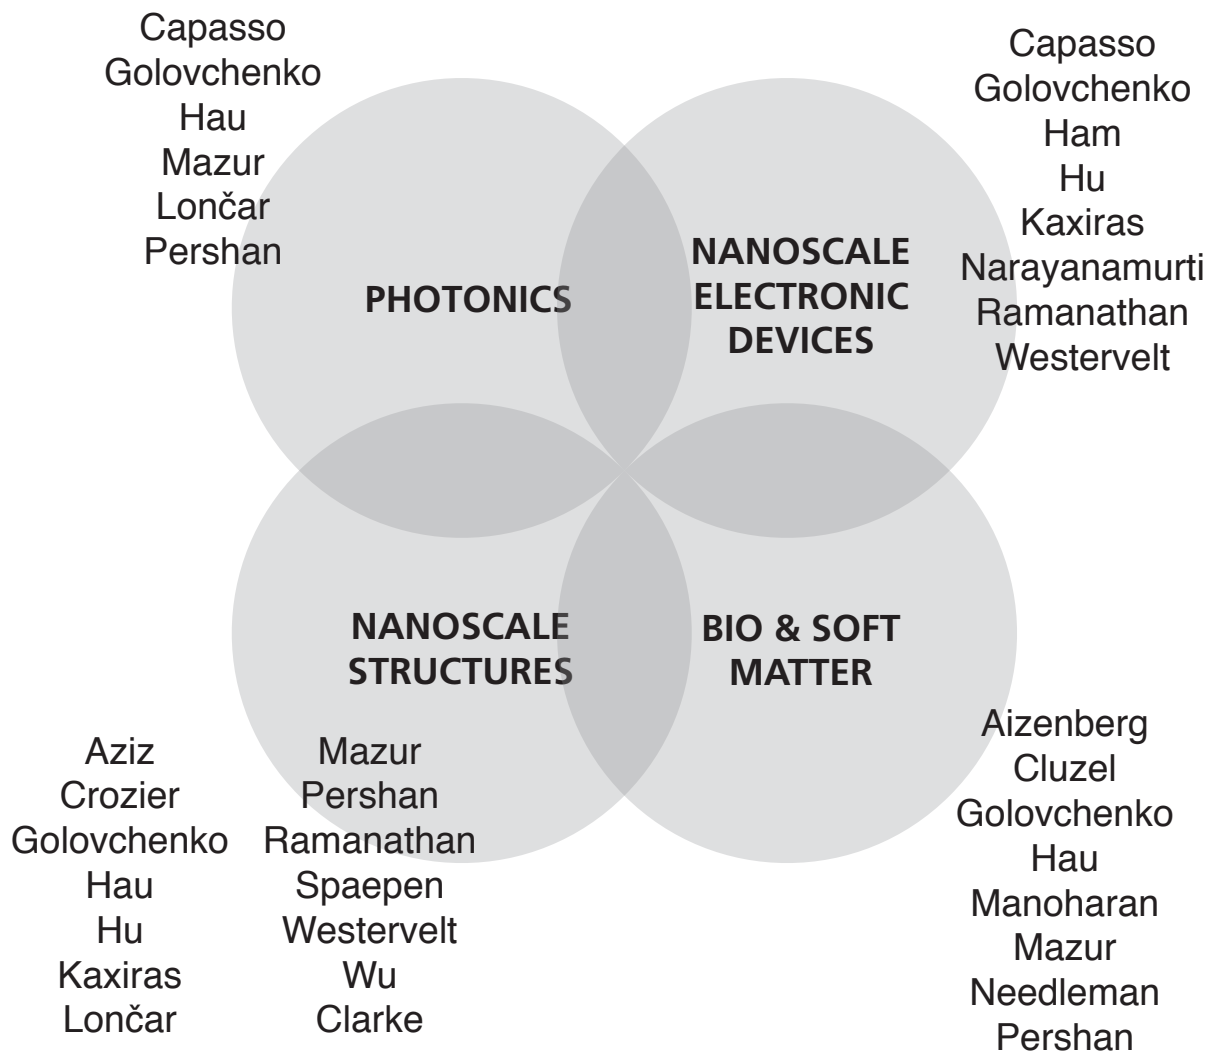 Capasso
Golovchenko
Hau
Mazur
Lončar
Pershan
Capasso
Golovchenko
Ham
Hu
Kaxiras
Narayanamurti
Ramanathan
Westervelt
PHOTONICS
NANOSCALE
ELECTRONIC
DEVICES
NANOSCALE
STRUCTURES
BIO & SOFT
MATTER
Aziz
Crozier
Golovchenko
Hau
Hu
Kaxiras
Lončar
Mazur
Pershan
Ramanathan
Spaepen
Westervelt
Wu
Clarke
Aizenberg
Cluzel
Golovchenko
Hau
Manoharan
Mazur
Needleman
Pershan